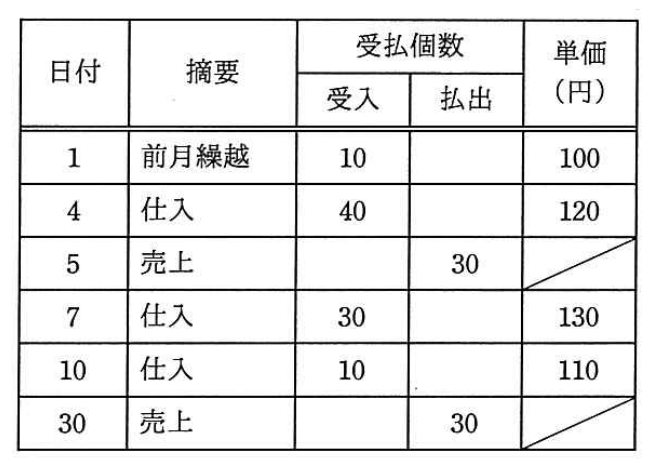 日付 摘要 受払個数 単価(円)
受入 払出
1 前月繰越 10 100
4 仕入 40 120
5 売上 30
7 仕入 30 130
10 仕入 10 110
30 売上 30